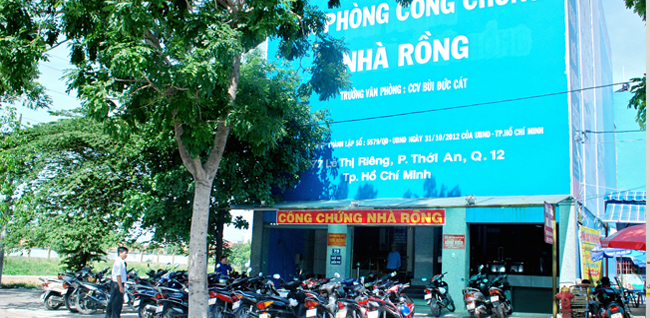 PHÒNG CÔNG CHỨNG
NHÀ RỒNG
TRƯỞNG VĂN PHÒNG : CCV BÙI ĐỨC CÁT
THÀNH LẬP SỐ : 5579/QĐ - UBND NGÀY 31/10/2012 CỦA UBND - TP.HỒ CHÍ MINH
Lê Thị Riêng, P. Thới An, Q. 12
Tp. Hồ Chí Minh
CÔNG CHỨNG NHÀ RỒNG